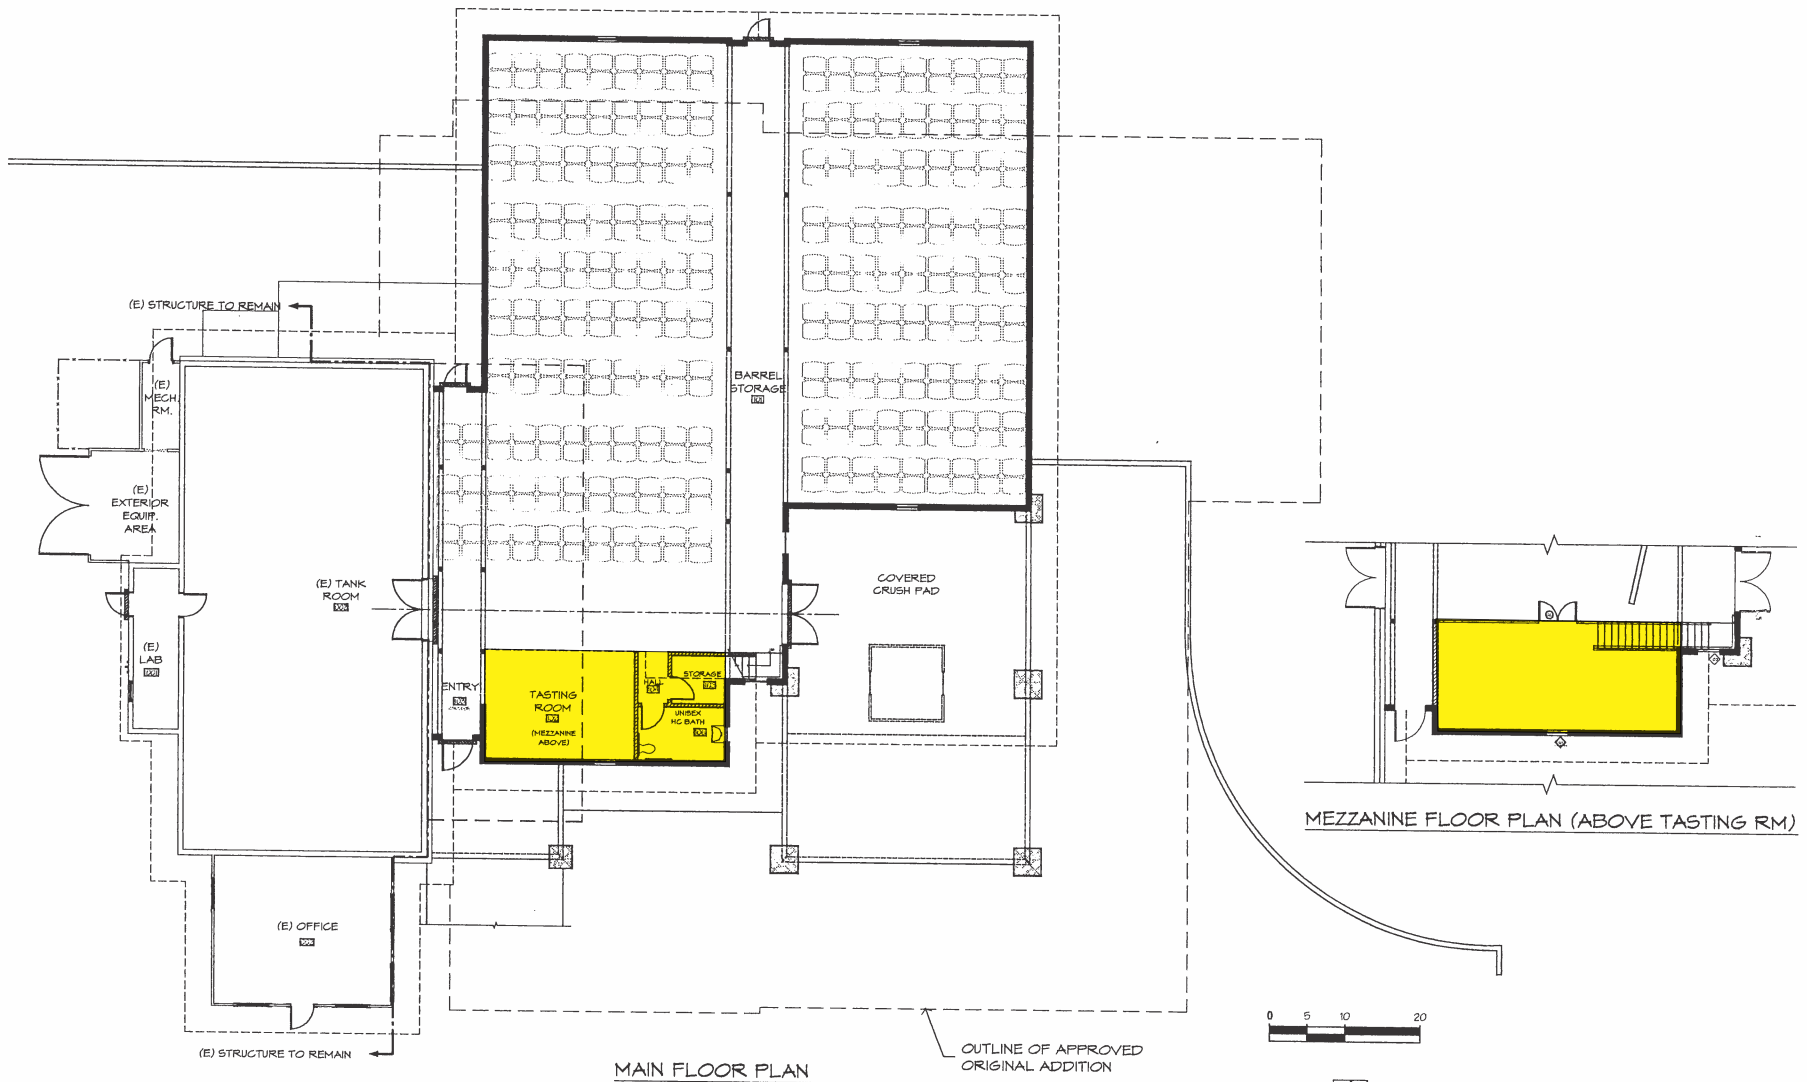 (E) STRUCTURE TO REMAIN
(E)
MECH.
RM.
(E)
EXTERIOR
EQUIP.
AREA
(E) TANK
ROOM
(E)
LAB
BARREL
STORAGE
101
COVERED
CRUSH PAD
ENTRY
TASTING
ROOM
(MEZZANINE
ABOVE)
HALL
STORAGE
UNISEX
HC BATH
(E) OFFICE
(E) STRUCTURE TO REMAIN
MAIN FLOOR PLAN
OUTLINE OF APPROVED
ORIGINAL ADDITION
MEZZANINE FLOOR PLAN (ABOVE TASTING RM)
0 5 10 20